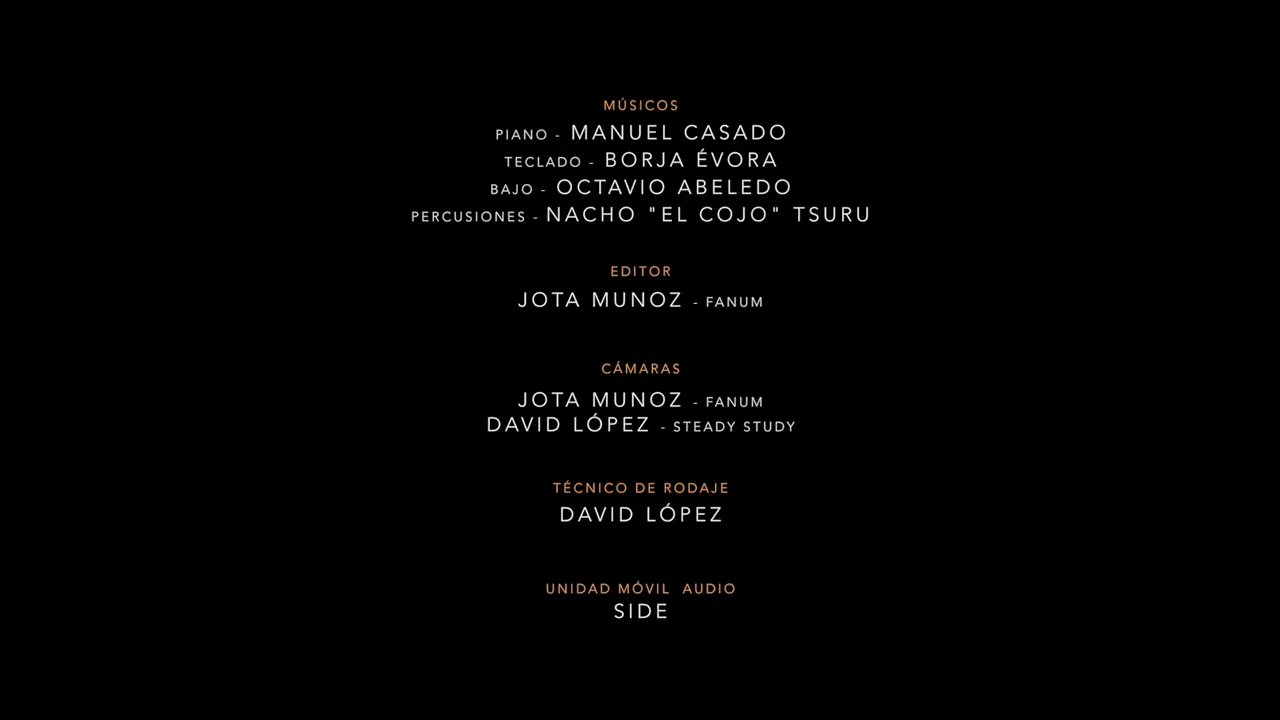 MÚSICOS
PIANO - MANUEL CASADO
TECLADO - BORJA ÉVORA
BAJO - OCTAVIO ABELEDO
PERCUSIONES - NACHO "EL COJO" TSURU
EDITOR
JOTA MUNOZ - FANUM
CÁMARAS
JOTA MUNOZ - FANUM
DAVID LÓPEZ - STEADY STUDY
TÉCNICO DE RODAJE
DAVID LÓPEZ
UNIDAD MÓVIL AUDIO
SIDE